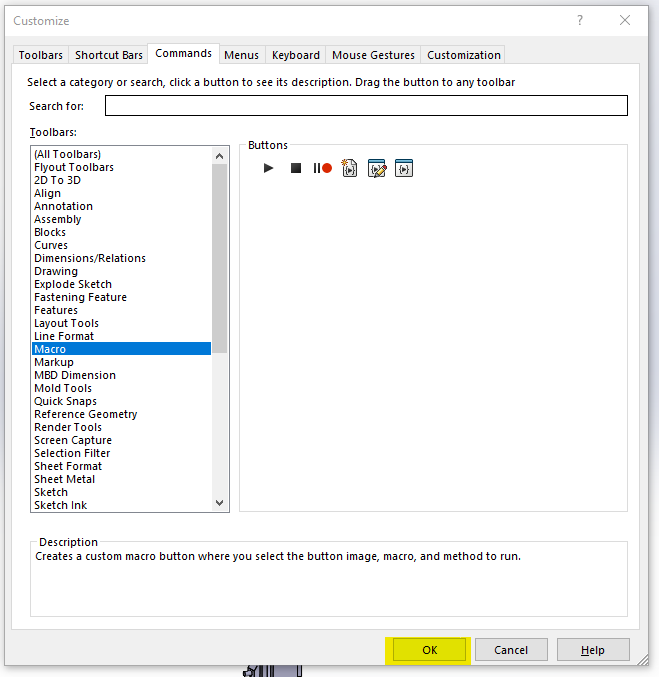 Customize
?
Toolbars Shortcut Bars Commands Menus Keyboard Mouse Gestures Customization
Select a category or search, click a button to see its description. Drag the button to any toolbar
Search for:
Toolbars:
Buttons
(All Toolbars)
Flyout Toolbars
2D To 3D
Align
Annotation
Assembly
Blocks
Curves
Dimensions/Relations
Drawing
Explode Sketch
Fastening Feature
Features
Layout Tools
Line Format
Macro
Markup
MBD Dimension
Mold Tools
Quick Snaps
Reference Geometry
Render Tools
Screen Capture
Selection Filter
Sheet Format
Sheet Metal
Sketch
Sketch Ink
Description
Creates a custom macro button where you select the button image, macro, and method to run.
OK Cancel Help